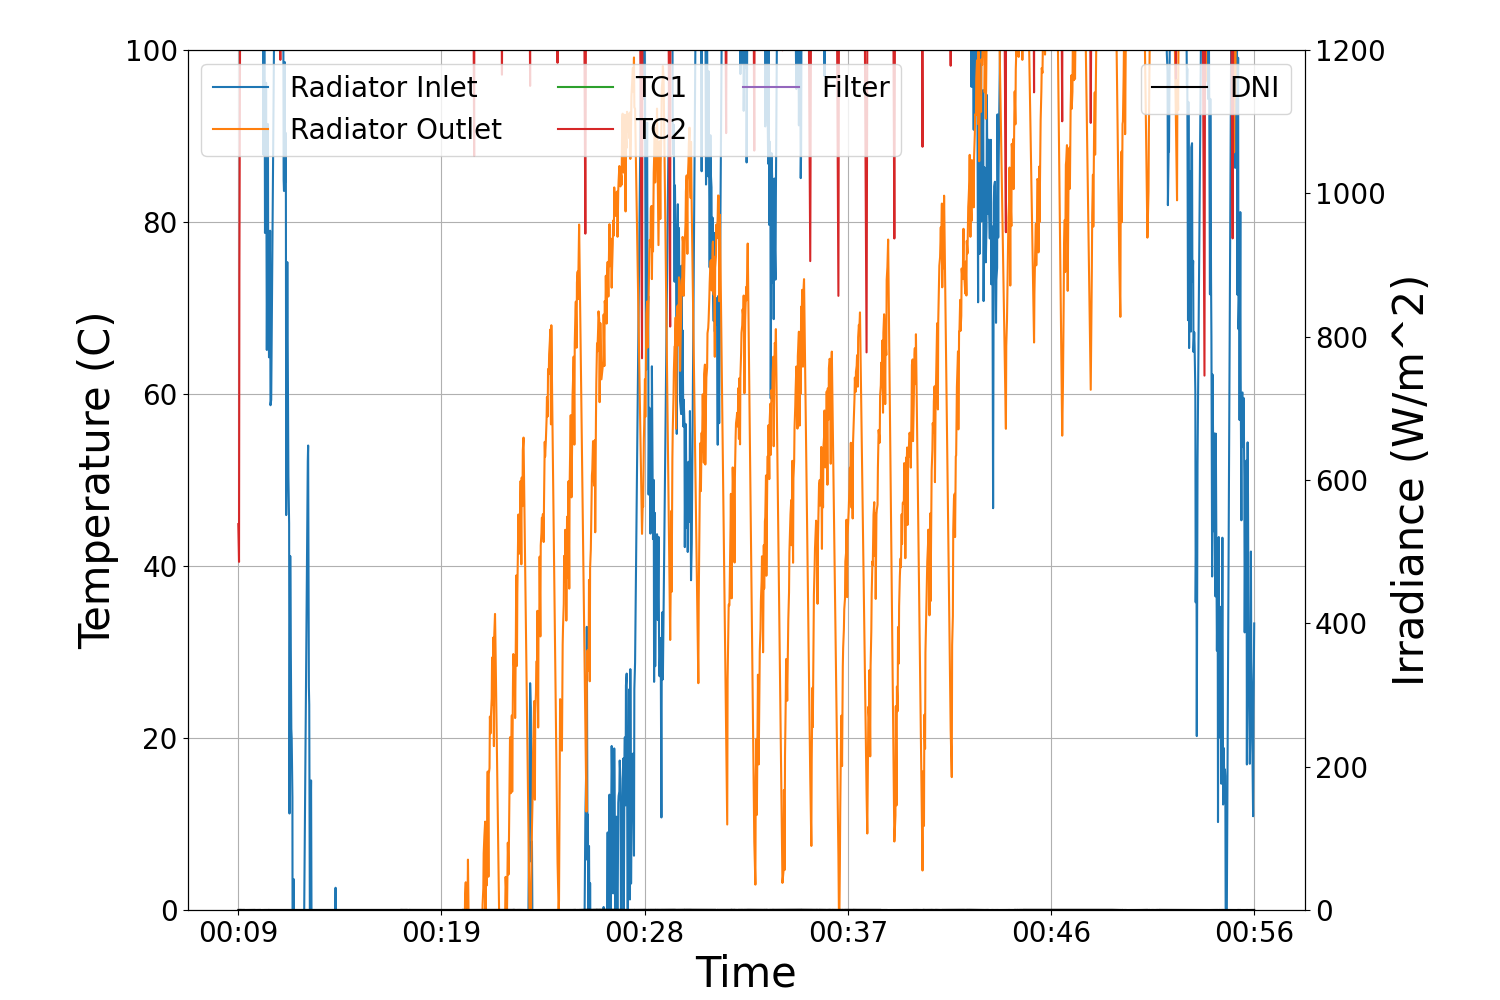 100
80
60
40
20
0
Temperature (C)
Radiator Inlet
Radiator Outlet
TC1
TC2
Filter
DNI
1200
1000
800
600
400
200
0
Irradiance (W/m^2)
00:09
00:19
00:28
00:37
00:46
00:56
Time